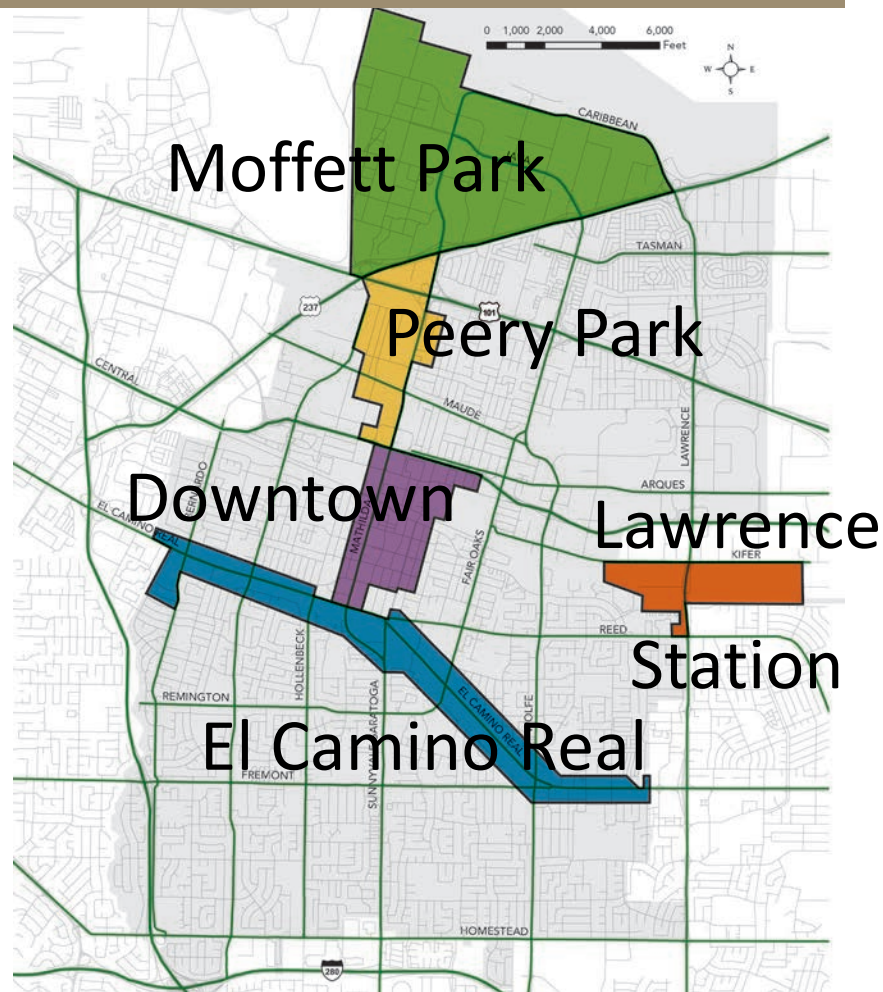 0 1,000 2,000 4,000 6,000
Feet
N
W E
S
CARIBBEAN
JAVA
Moffett Park
TASMAN
237
101
Peery Park
CENTRAL
MAUDE
LAWRENCE
BERNARDO
ARQUES
Downtown
EL CAMINO REAL
MATHILDA
FAIR OAKS
Lawrence
KIFER
REED
Station
HOLLENBECK
REMINGTON
SUNNYVALE SARATOGA
EL CAMINO REAL
WOLFE
El Camino Real
FREMONT
HOMESTEAD
280